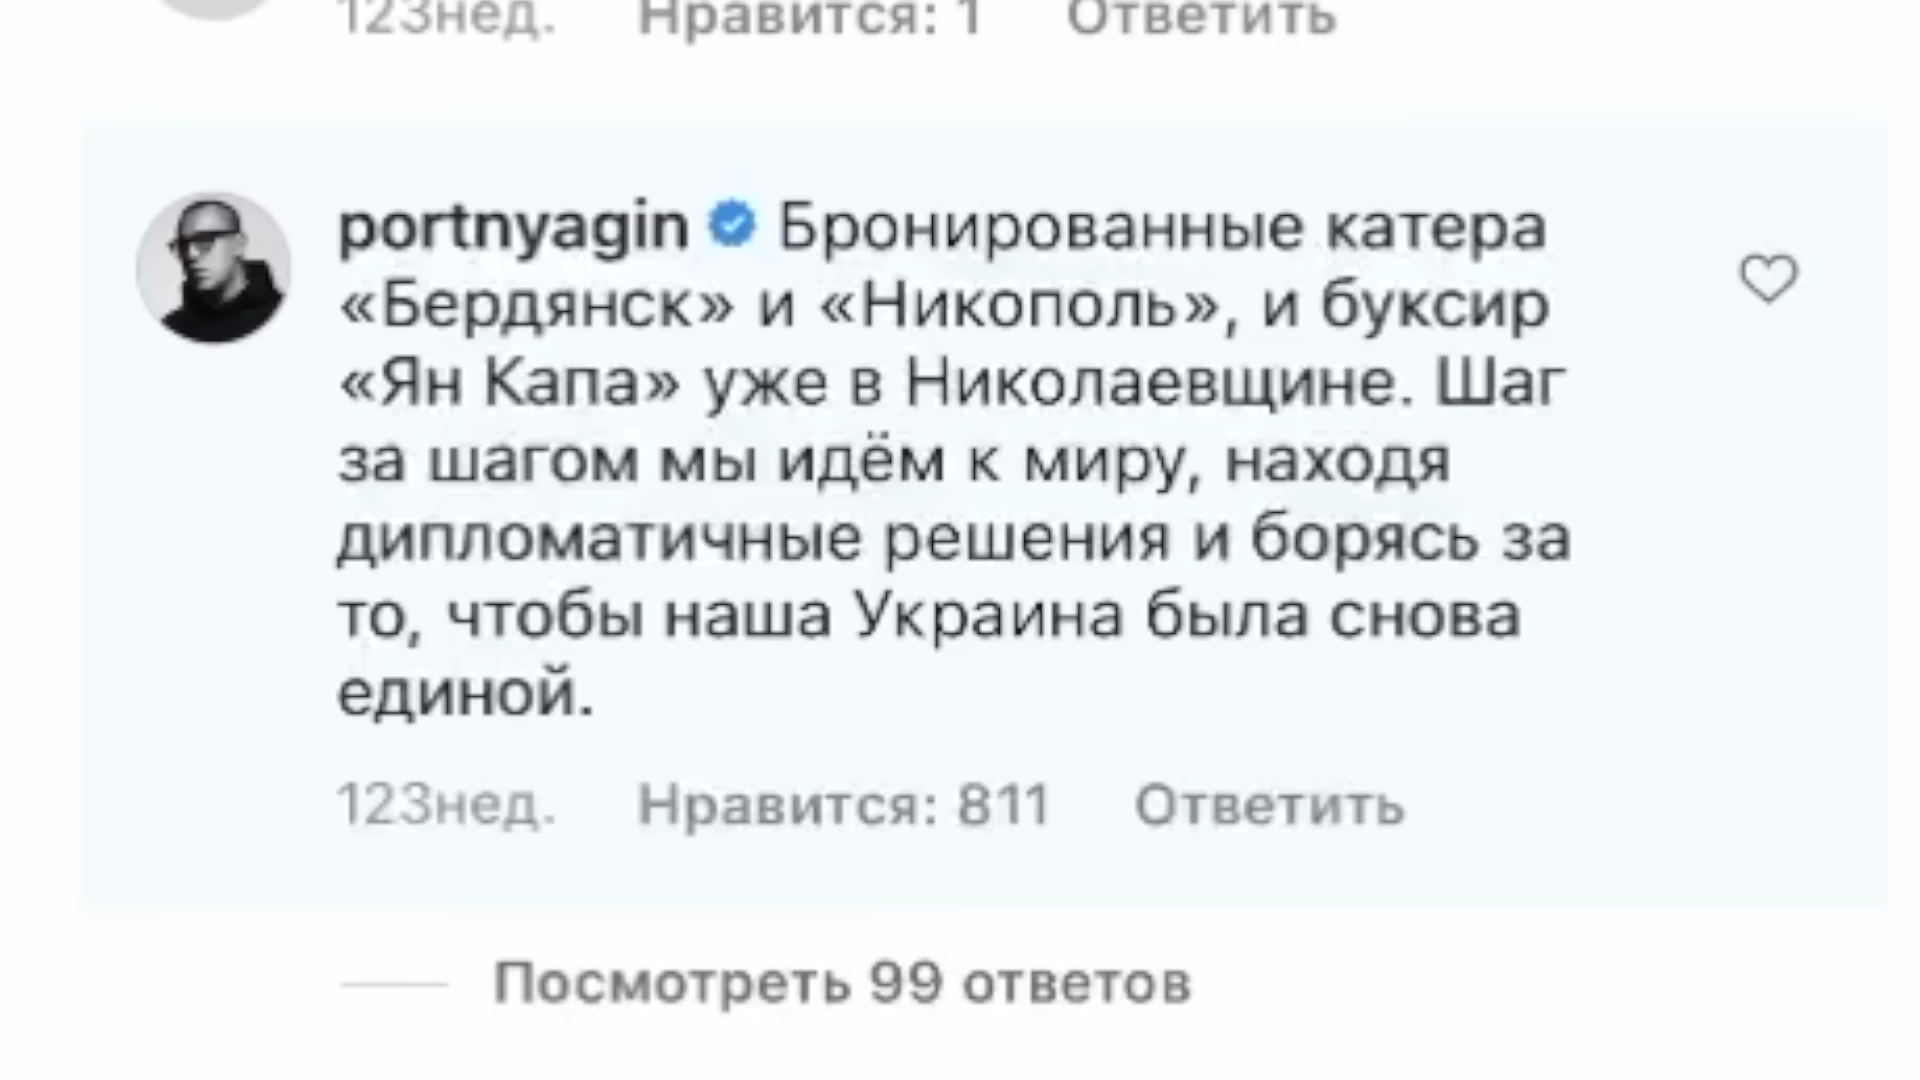 123нед. Нравится: 1 Ответить
portnyagin Бронированные катера
«Бердянск» и «Никополь», и буксир
«Ян Капа» уже в Николаевщине. Шаг
за шагом мы идём к миру, находя
дипломатичные решения и борясь за
то, чтобы наша Украина была снова
единой.
123нед. Нравится: 811 Ответить
Посмотреть 99 ответов